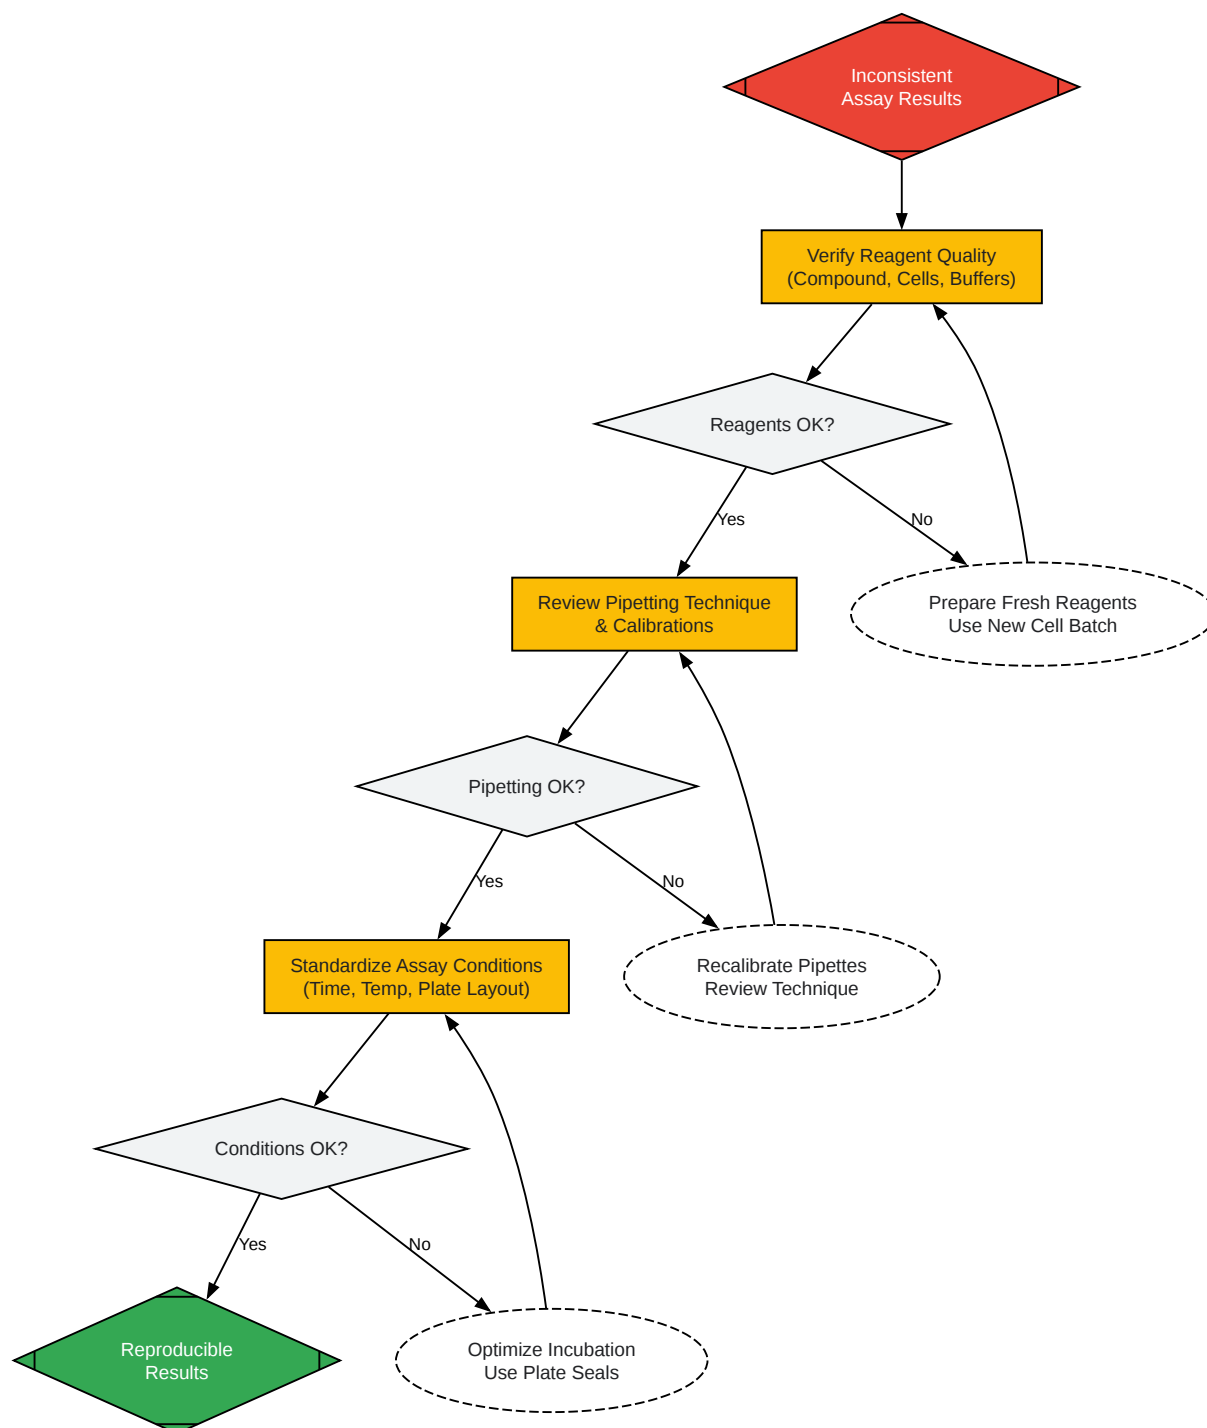 Inconsistent
Assay Results
Verify Reagent Quality
(Compound, Cells, Buffers)
Reagents OK?
Yes
No
Review Pipetting Technique
& Calibrations
Prepare Fresh Reagents
Use New Cell Batch
Pipetting OK?
Yes
No
Standardize Assay Conditions
(Time, Temp, Plate Layout)
Recalibrate Pipettes
Review Technique
Conditions OK?
Yes
No
Reproducible
Results
Optimize Incubation
Use Plate Seals